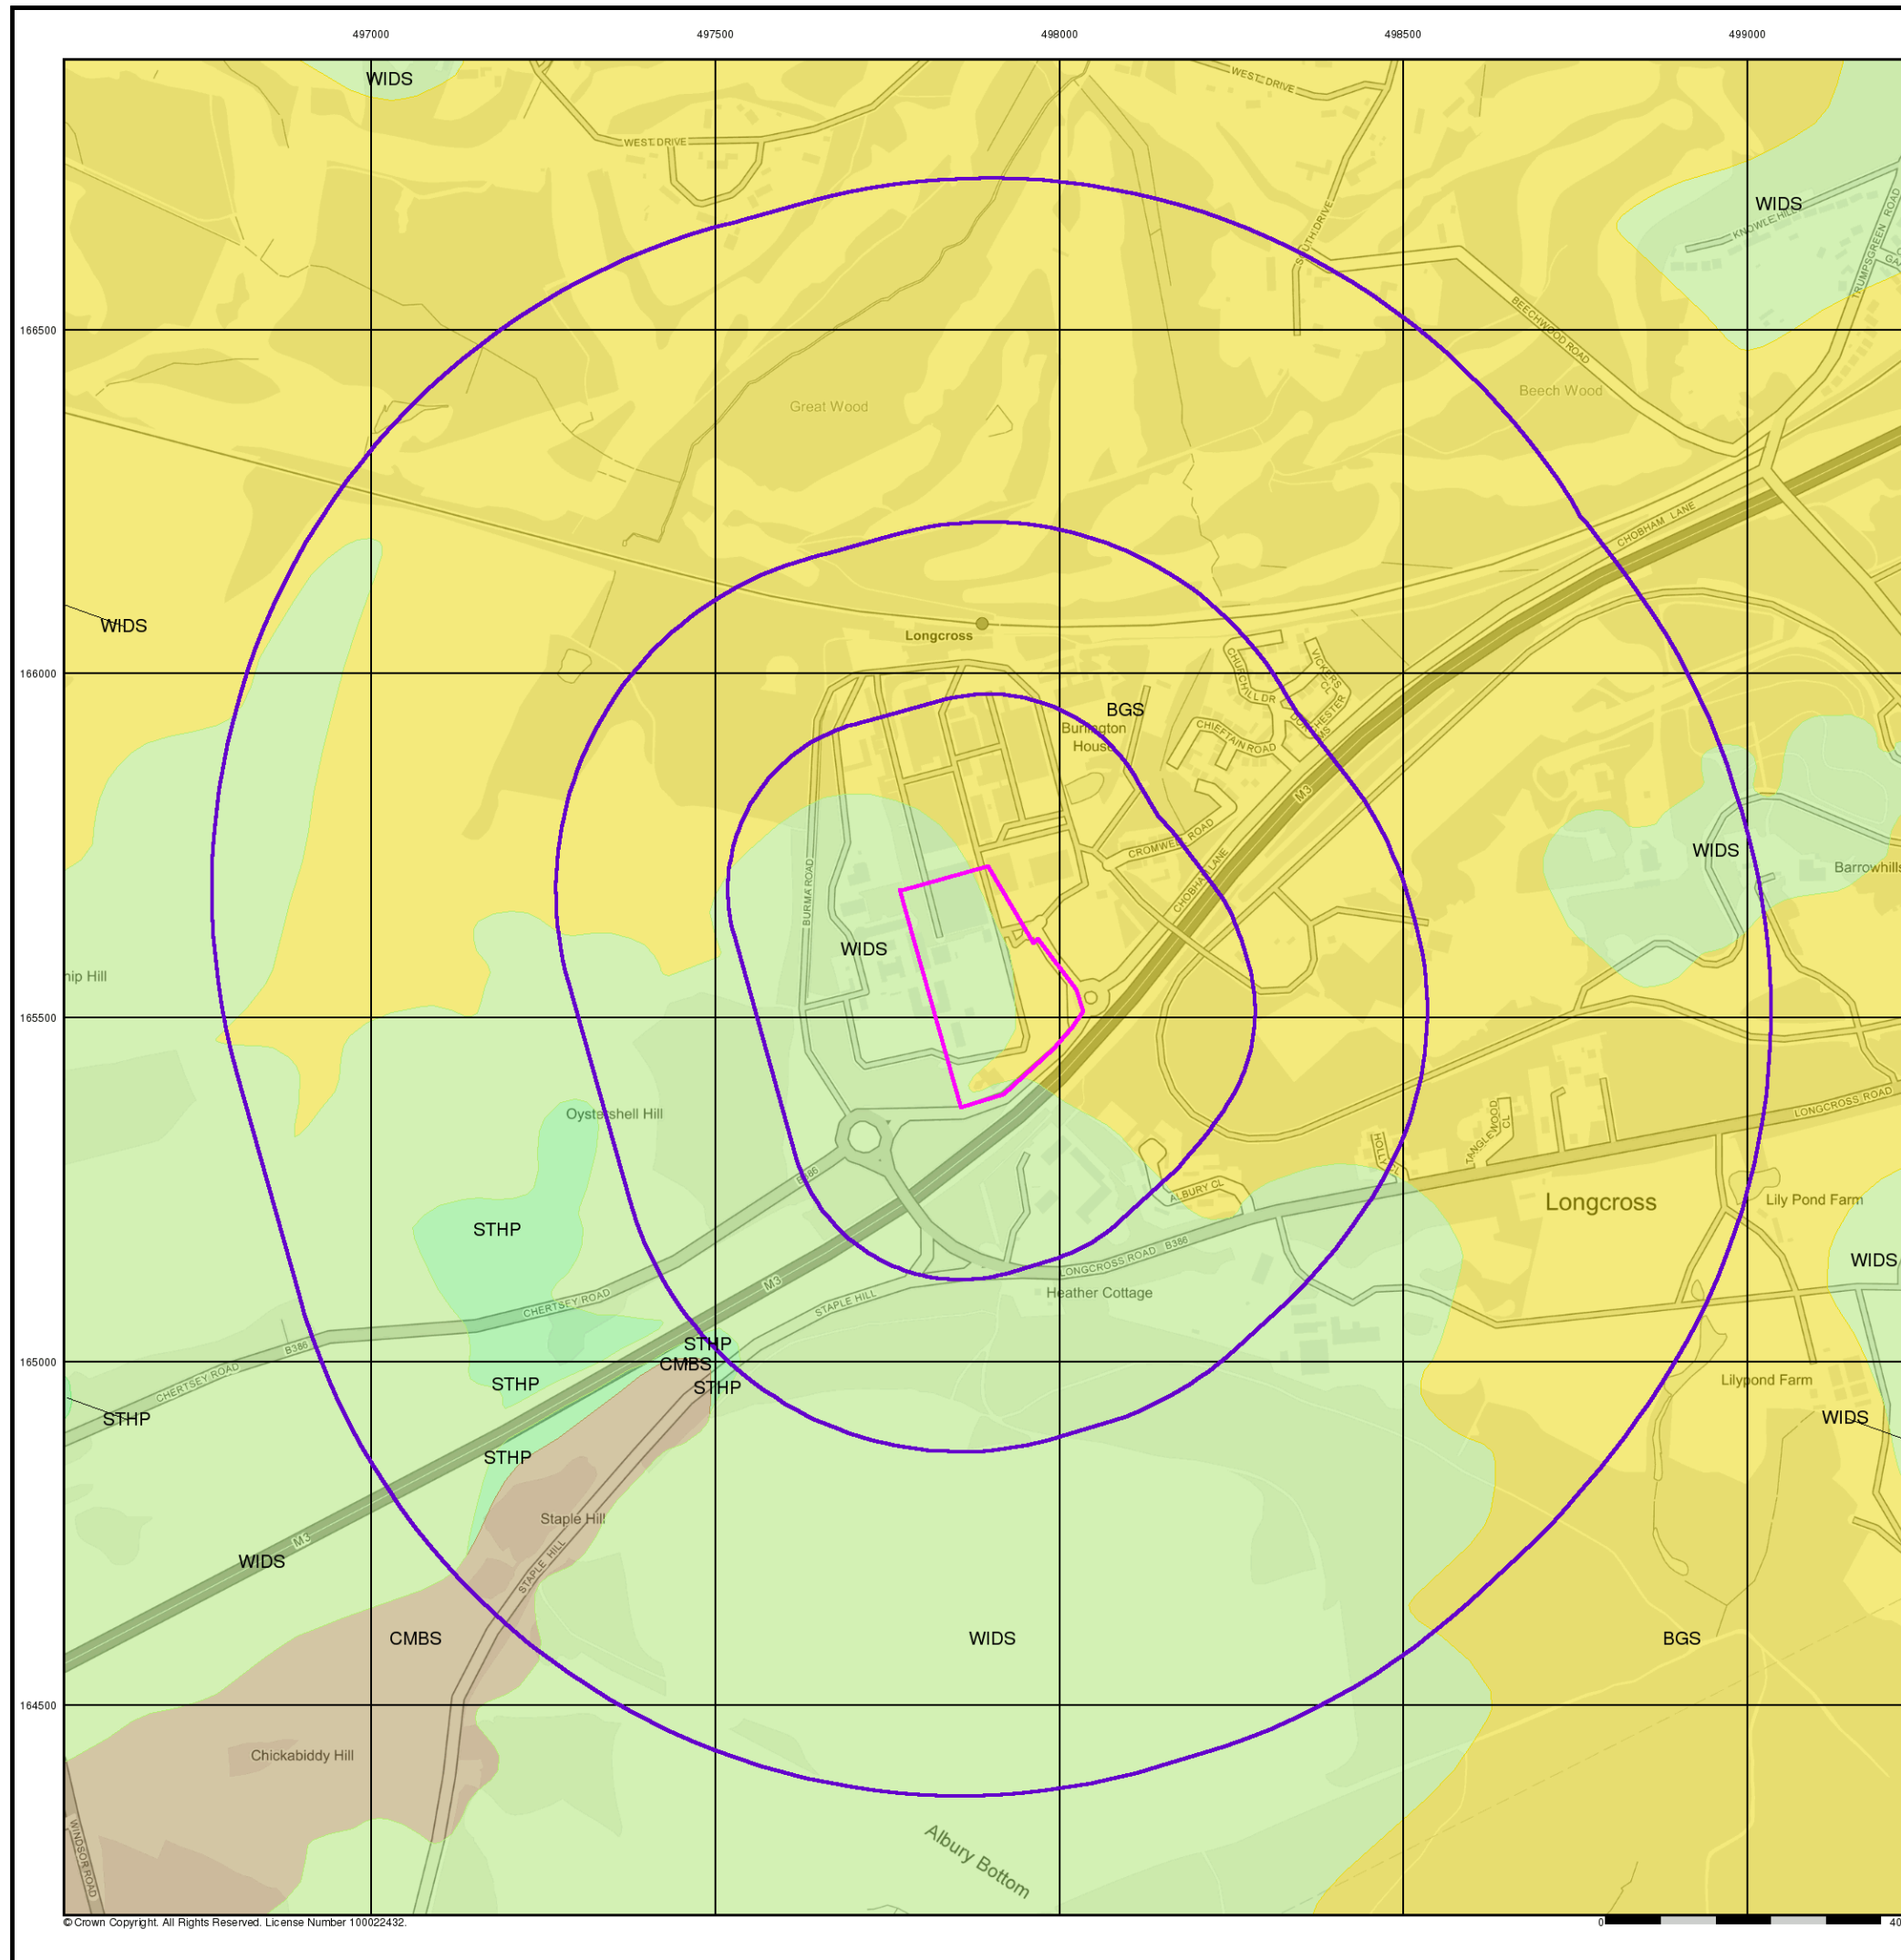 497000 497500 498000 498500 499000
WIDS
WEST DRIVE
WEST DRIVE
SOUTH DRIVE
WIDS
KNOWLE HILL
TRUMPSGREEN ROAD
166500
BEECHWOOD ROAD
Beech Wood
Great Wood
CHOBHAM LANE
WIDS
Longcross
166000
CHURCHILL DR
VICKERS CL
DORCHESTER MS
CHIEFTAIN ROAD
BGS
Burlington House
M3
CROMWELL ROAD
CHOBHAM LANE
WIDS
Barrowhills
BURMA ROAD
WIDS
165500
Oystershell Hill
LONGCROSS ROAD
TANGLEWOOD CL
HOLLY
B386
ALBURY CL
Longcross
Lily Pond Farm
STHP
WIDS
LONGCROSS ROAD B386
M3
Heather Cottage
CHERTSEY ROAD
STAPLE HILL
STHP
B386
165000
CMBS
CHERTSEY ROAD
STHP
STHP
Lilypond Farm
STHP
WIDS
STHP
Staple Hill
M3
WIDS
STAPLE HILL
CMBS
WIDS
BGS
164500
Chickabiddy Hill
WINDSOR ROAD
Albury Bottom
© Crown Copyright. All Rights Reserved. License Number 100022432.
0